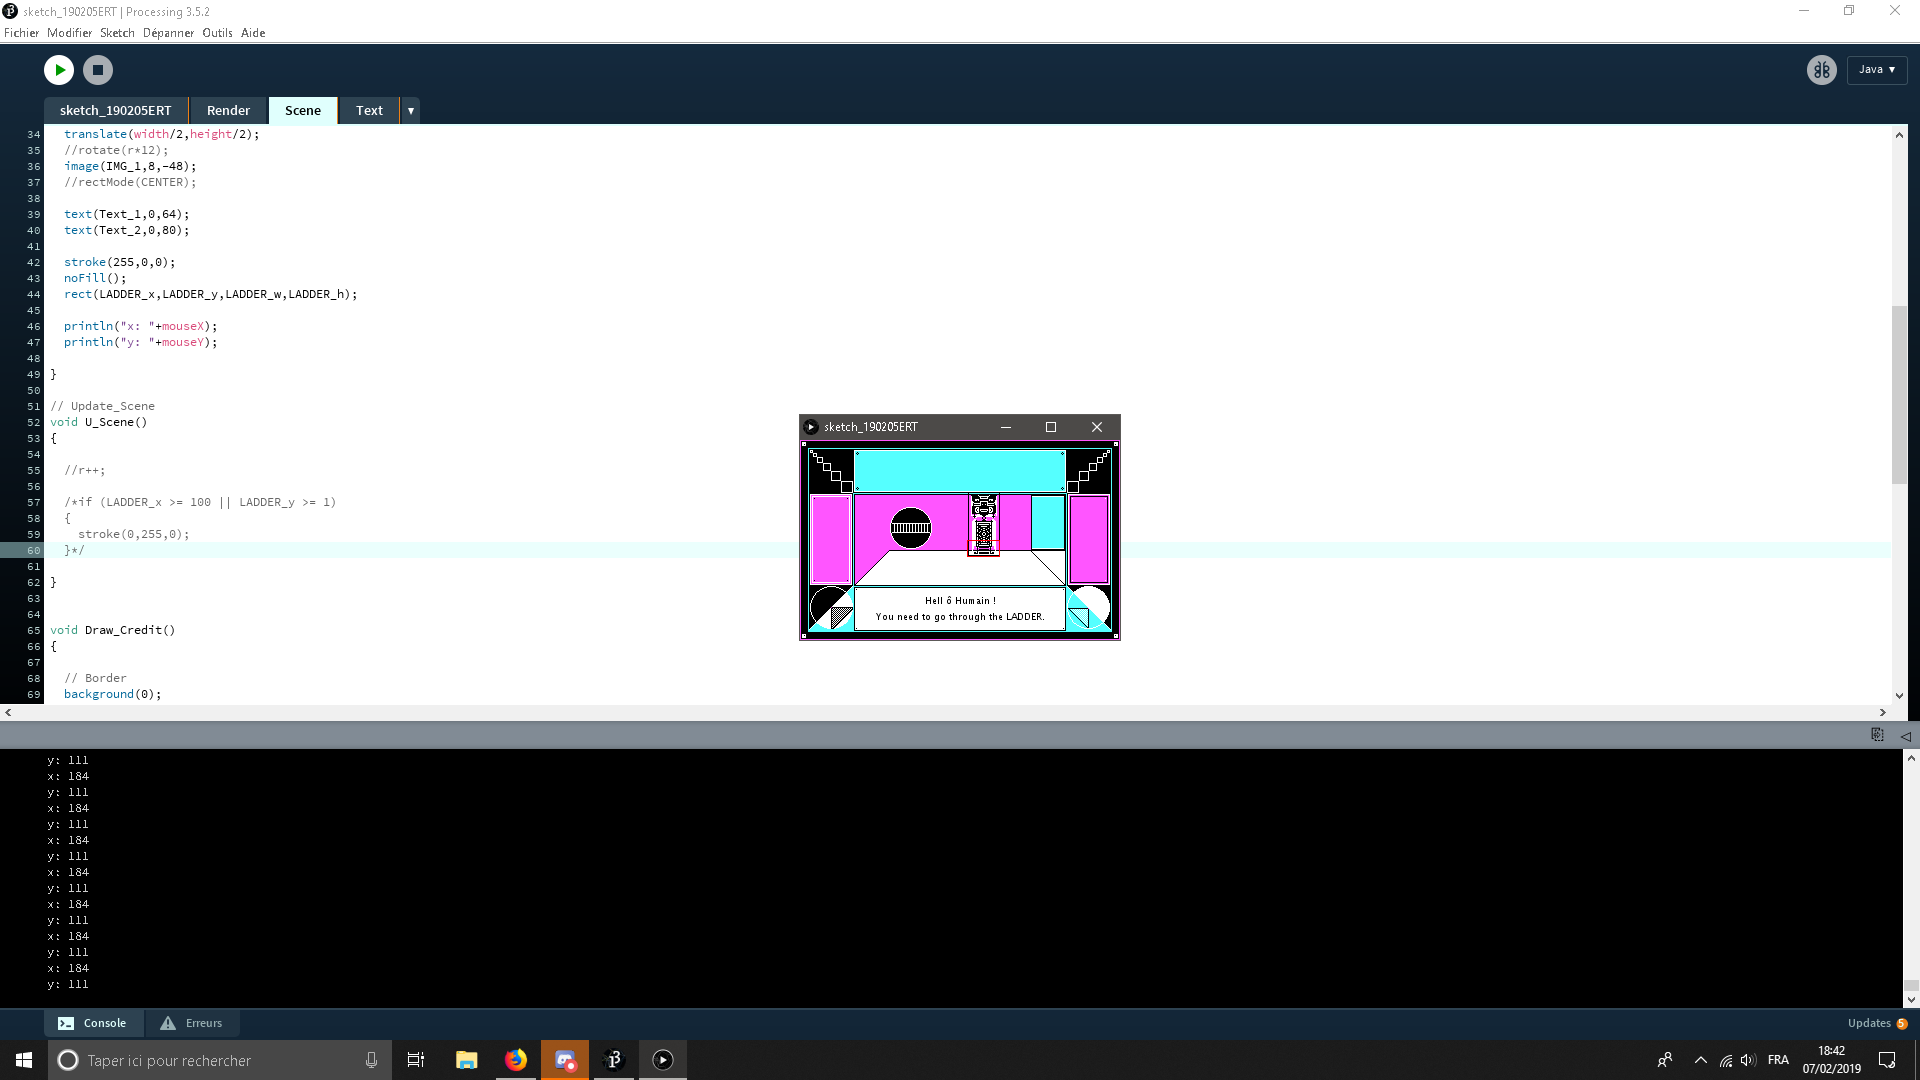 sketch_190205ERT | Processing 3.5.2
Fichier Modifier Sketch Dépanner Outils Aide
Java ▾
sketch_190205ERT Render Scene Text ▾
34 translate(width/2,height/2);
35 //rotate(r*12);
36 image(IMG_1,8,-48);
37 //rectMode(CENTER);
38
39 text(Text_1,0,64);
40 text(Text_2,0,80);
41
42 stroke(255,0,0);
43 noFill();
44 rect(LADDER_x,LADDER_y,LADDER_w,LADDER_h);
45
46 println("x: "+mouseX);
47 println("y: "+mouseY);
48
49 }
50
51 // Update_Scene
52 void U_Scene()
53 {
54
55 //r++;
56
57 /*if (LADDER_x >= 100 || LADDER_y >= 1)
58 {
59 stroke(0,255,0);
60 }*/
61
62 }
63
64
65 void Draw_Credit()
66 {
67
68 // Border
69 background(0);
sketch_190205ERT
Hell ô Humain !
You need to go through the LADDER.
y: 111
x: 184
y: 111
x: 184
y: 111
x: 184
y: 111
x: 184
y: 111
x: 184
y: 111
x: 184
y: 111
x: 184
y: 111
Console Erreurs
Updates 5
Taper ici pour rechercher
FRA
18:42
07/02/2019